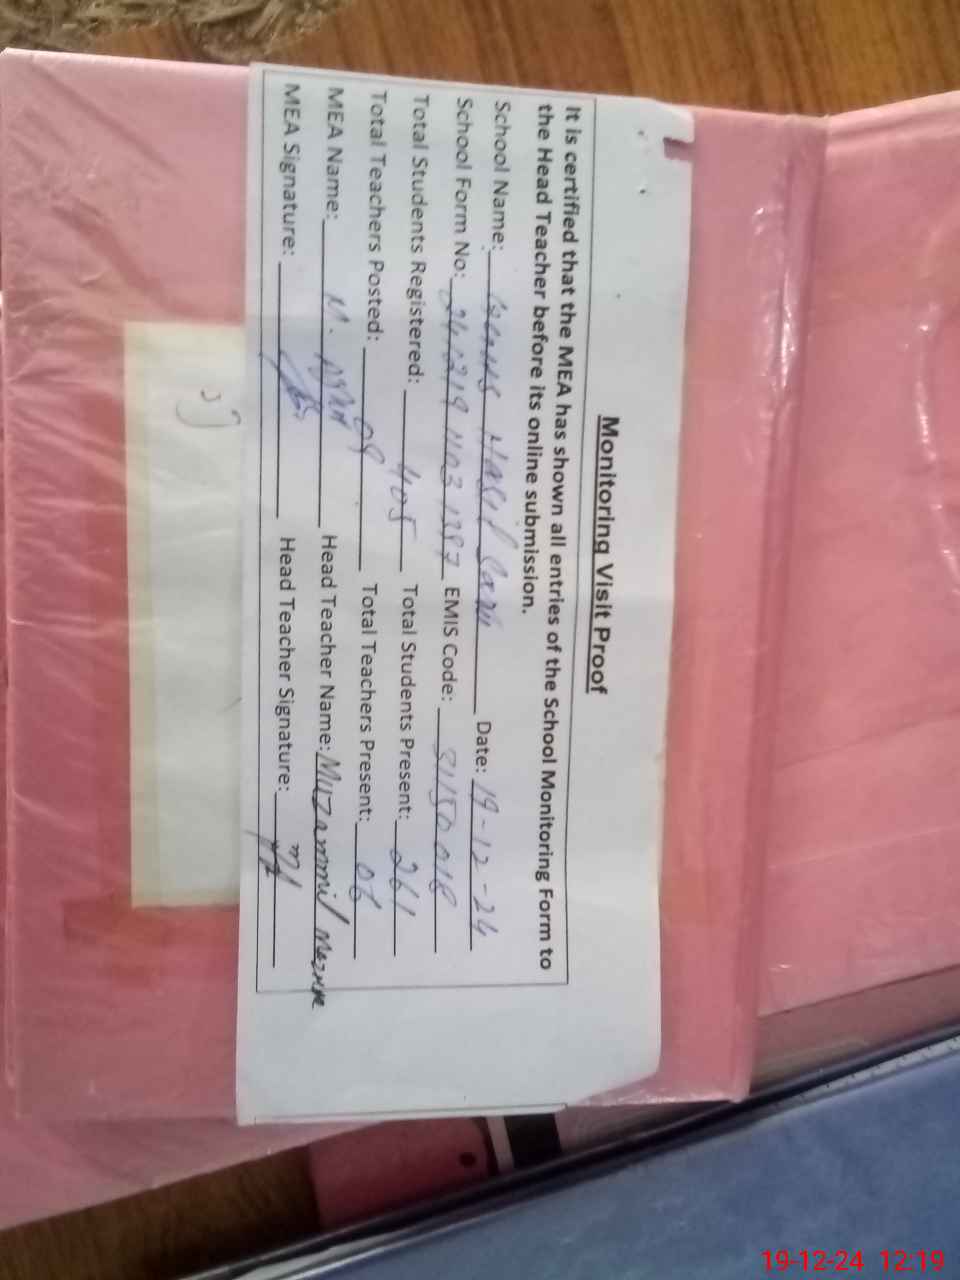 Monitoring Visit Proof
It is certified that the MEA has shown all entries of the School Monitoring Form to
the Head Teacher before its online submission.
School Name: Date: 19-12-24
School Form No: EMIS Code: 31150018
Total Students Registered: 405 Total Students Present: 261
Total Teachers Posted: 09 Total Teachers Present: 06
MEA Name: Head Teacher Name: Muzammil
MEA Signature: Head Teacher Signature:
19-12-24 12:19